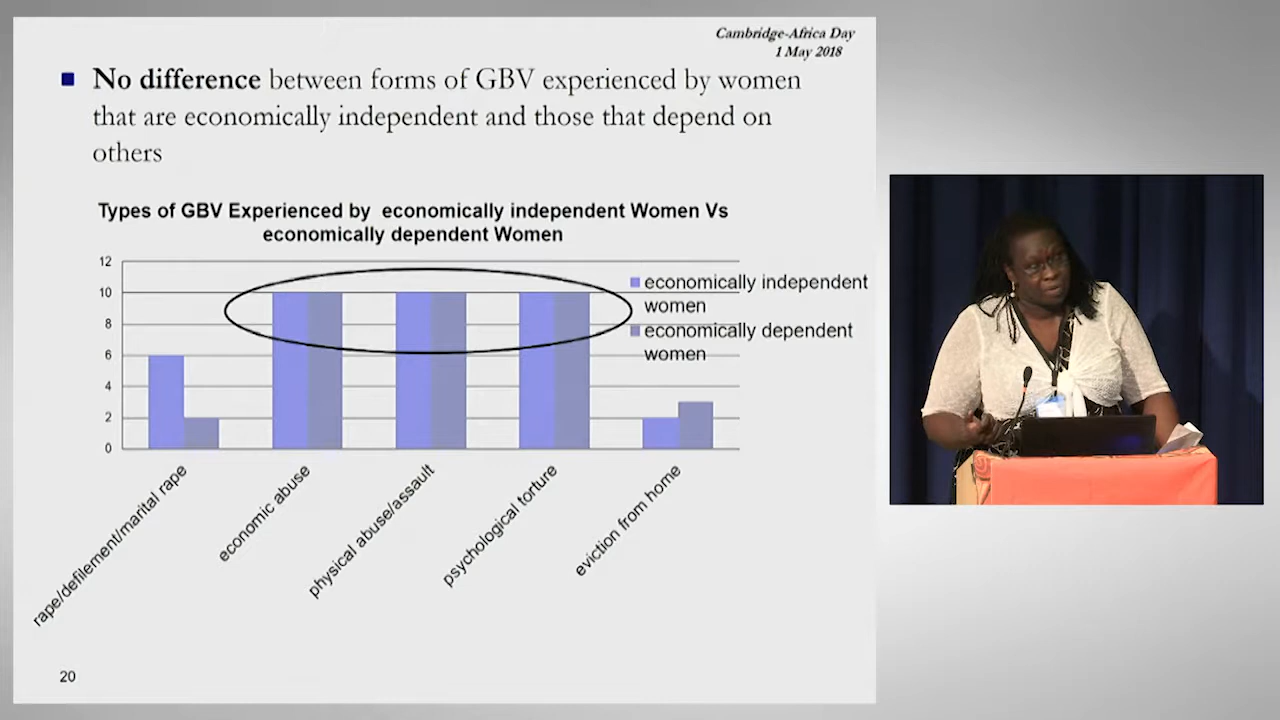 Cambridge-Africa Day
1 May 2018
No difference between forms of GBV experienced by women
that are economically independent and those that depend on
others
Types of GBV Experienced by economically independent Women Vs
economically dependent Women
12
10
8
6
4
2
0
economically independent
women
economically dependent
women
rape/defilement/marital rape
economic abuse
physical abuse/assault
psychological torture
eviction from home
20